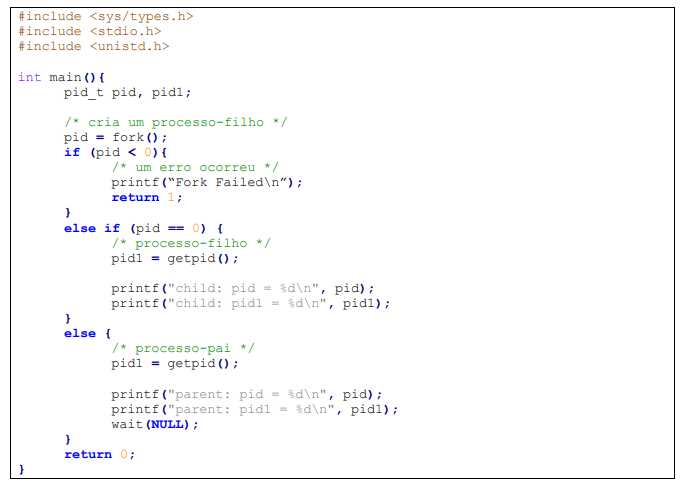 #include <sys/types.h>
#include <stdio.h>
#include <unistd.h>
int main(){
pid_t pid, pid1;
/* cria um processo-filho */
pid = fork();
if (pid < 0){
/* um erro ocorreu */
printf(“Fork Failed\n”);
return 1;
}
else if (pid == 0) {
/* processo-filho */
pid1 = getpid();
printf("child: pid = %d\n", pid);
printf("child: pid1 = %d\n", pid1);
}
else {
/* processo-pai */
pid1 = getpid();
printf("parent: pid = %d\n", pid);
printf("parent: pid1 = %d\n", pid1);
wait(NULL);
}
return 0;
}